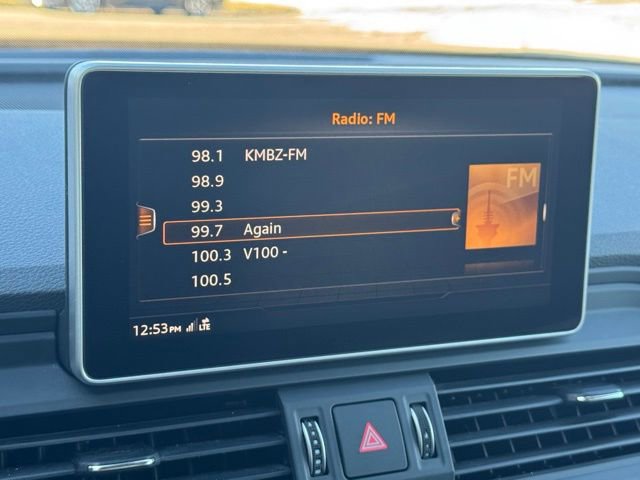 Radio: FM
98.1 KMBZ-FM
98.9
99.3
99.7 Again
100.3 V100 -
100.5
FM
12:53PM LTE